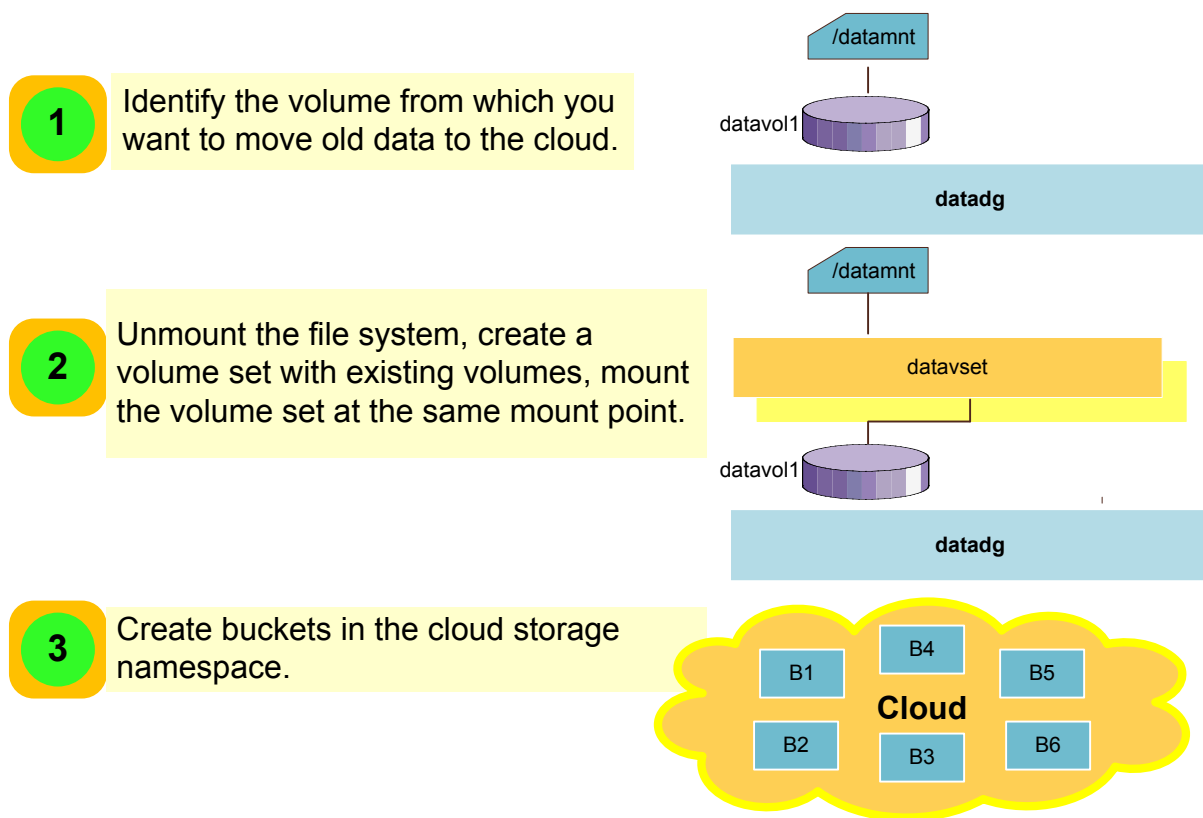 1
Identify the volume from which you
want to move old data to the cloud.
/datamnt
datavol1
datadg
2
Unmount the file system, create a
volume set with existing volumes, mount
the volume set at the same mount point.
/datamnt
datavset
datavol1
datadg
3
Create buckets in the cloud storage
namespace.
B1
B4
B5
Cloud
B2
B3
B6